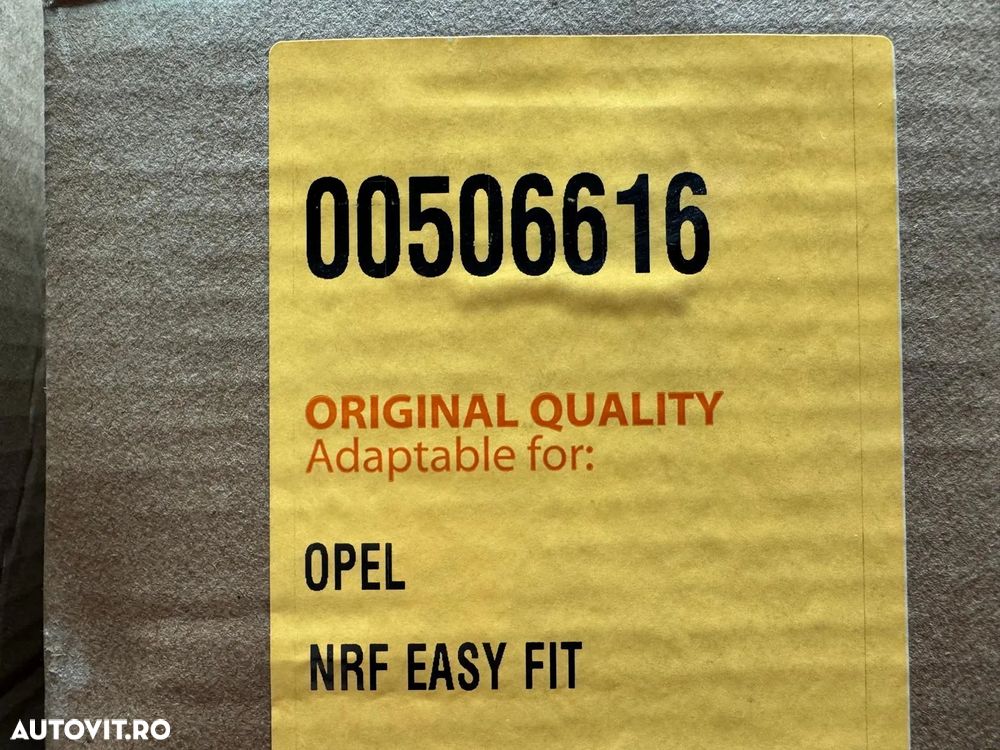 00506616
ORIGINAL QUALITY
Adaptable for:
OPEL
NRF EASY FIT
AUTOVIT.RO